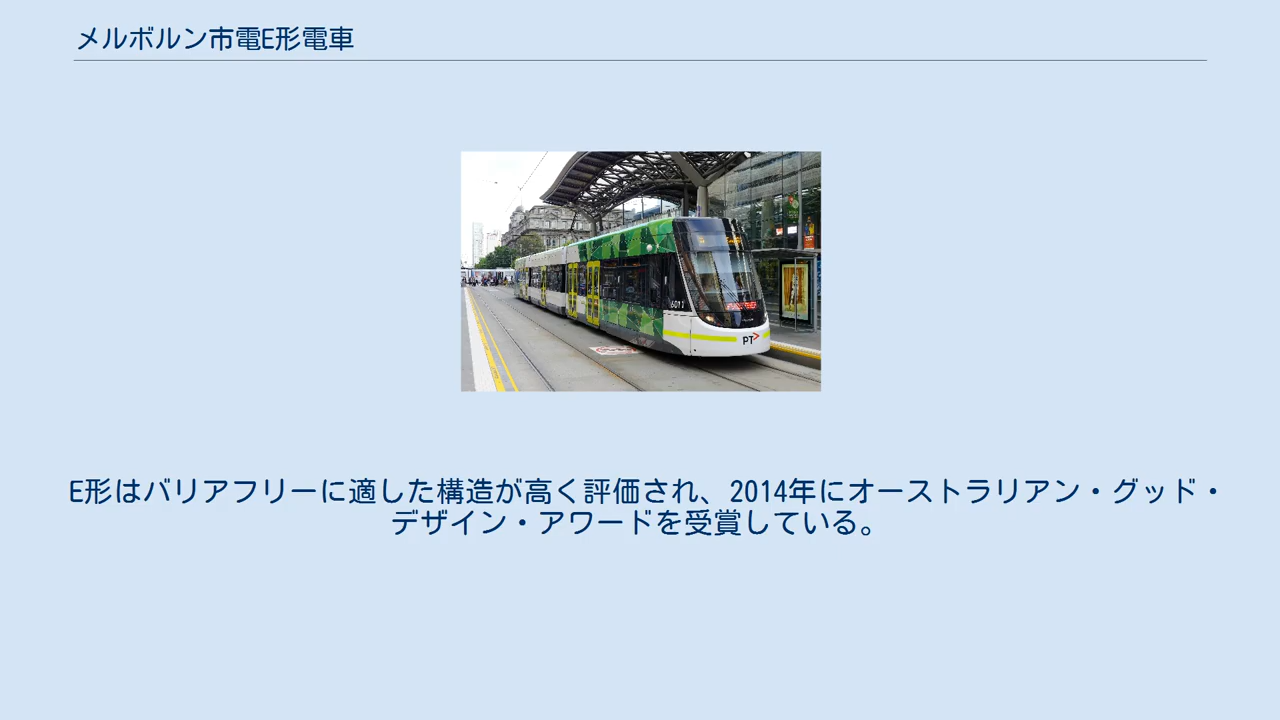 メルボルン市電E形電車
PT
E形はバリアフリーに適した構造が高く評価され、2014年にオーストラリアン・グッド・
デザイン・アワードを受賞している。